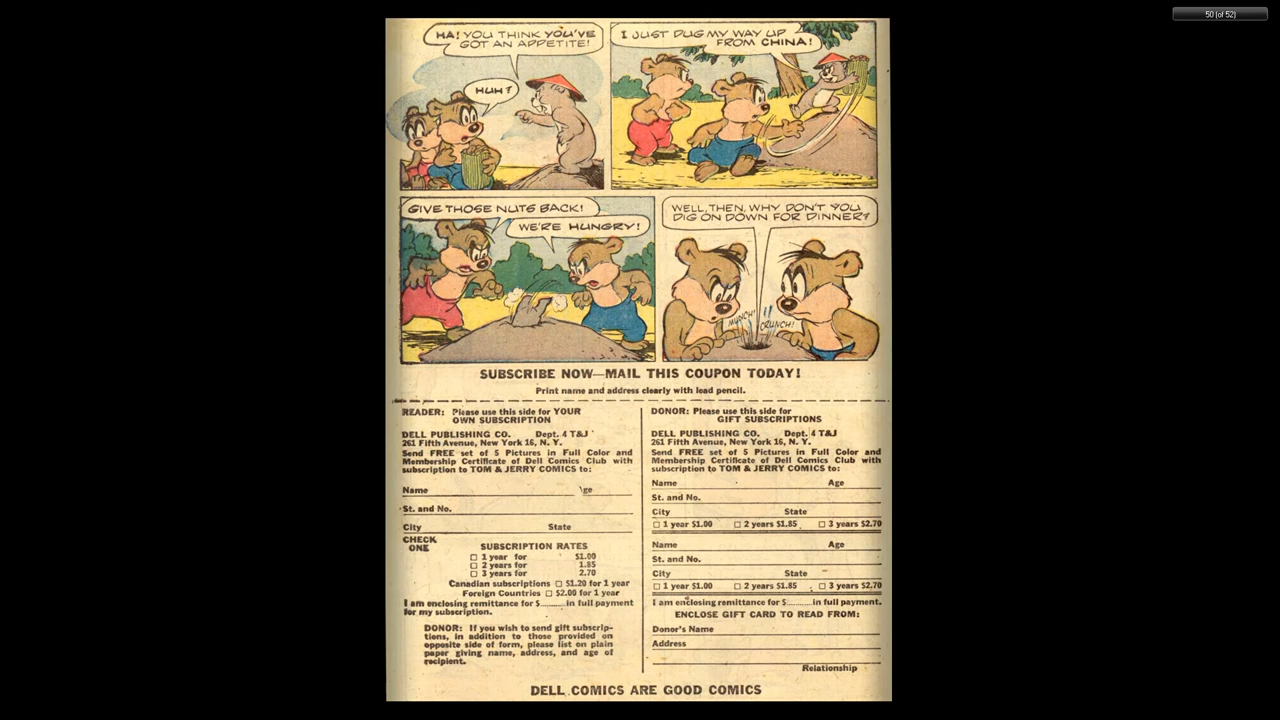 50 (of 52)
HA! YOU THINK YOU'VE
GOT AN APPETITE!
HUH?
I JUST DUG MY WAY UP
FROM CHINA!
GIVE THOSE NUTS BACK!
WE'RE HUNGRY!
WELL, THEN, WHY DON'T YOU
DIG ON DOWN FOR DINNER?
MUNCH!
CRUNCH!
SUBSCRIBE NOW—MAIL THIS COUPON TODAY!
Print name and address clearly with lead pencil.
READER: Please use this side for YOUR
OWN SUBSCRIPTION
DELL PUBLISHING CO. Dept. 4 T&J
261 Fifth Avenue, New York 16, N. Y.
Send FREE set of 5 Pictures in Full Color and
Membership Certificate of Dell Comics Club with
subscription to TOM & JERRY COMICS to:
Name Age
St. and No.
City State
CHECK
ONE
SUBSCRIPTION RATES
☐ 1 year for $1.00
☐ 2 years for 1.85
☐ 3 years for 2.70
Canadian subscriptions ☐ $1.20 for 1 year
Foreign Countries ☐ $2.00 for 1 year
I am enclosing remittance for $..........in full payment
for my subscription.
DONOR: If you wish to send gift subscrip-
tions, in addition to those provided on
opposite side of form, please list on plain
paper giving name, address, and age of
recipient.
DONOR: Please use this side for
GIFT SUBSCRIPTIONS
DELL PUBLISHING CO. Dept. 4 T&J
261 Fifth Avenue, New York 16, N. Y.
Send FREE set of 5 Pictures in Full Color and
Membership Certificate of Dell Comics Club with
subscription to TOM & JERRY COMICS to:
Name Age
St. and No.
City State
☐ 1 year $1.00 ☐ 2 years $1.85 ☐ 3 years $2.70
Name Age
St. and No.
City State
☐ 1 year $1.00 ☐ 2 years $1.85 ☐ 3 years $2.70
I am enclosing remittance for $..........in full payment.
ENCLOSE GIFT CARD TO READ FROM:
Donor's Name
Address
Relationship
DELL COMICS ARE GOOD COMICS